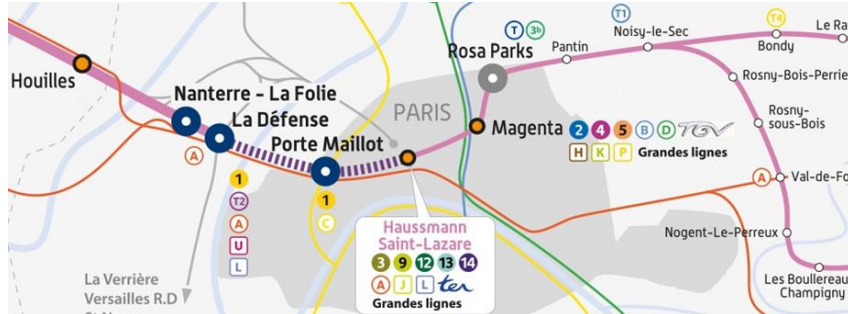 T
3b
T1
T4
Houilles
Rosa Parks
Pantin
Noisy-le-Sec
Bondy
Le Ra
Nanterre - La Folie
La Défense
PARIS
Rosny-Bois-Perrie
Porte Maillot
Magenta
2 4 5 B D TGV
H K P Grandes lignes
Rosny-
sous-Bois
A
1
T2
A
U
L
1
C
A
Val-de-Fo
Haussmann
Saint-Lazare
3 9 12 13 14
A J L ter
Grandes lignes
Nogent-Le-Perreux
La Verrière
Versailles R.D
Les Boullereau
Champigny